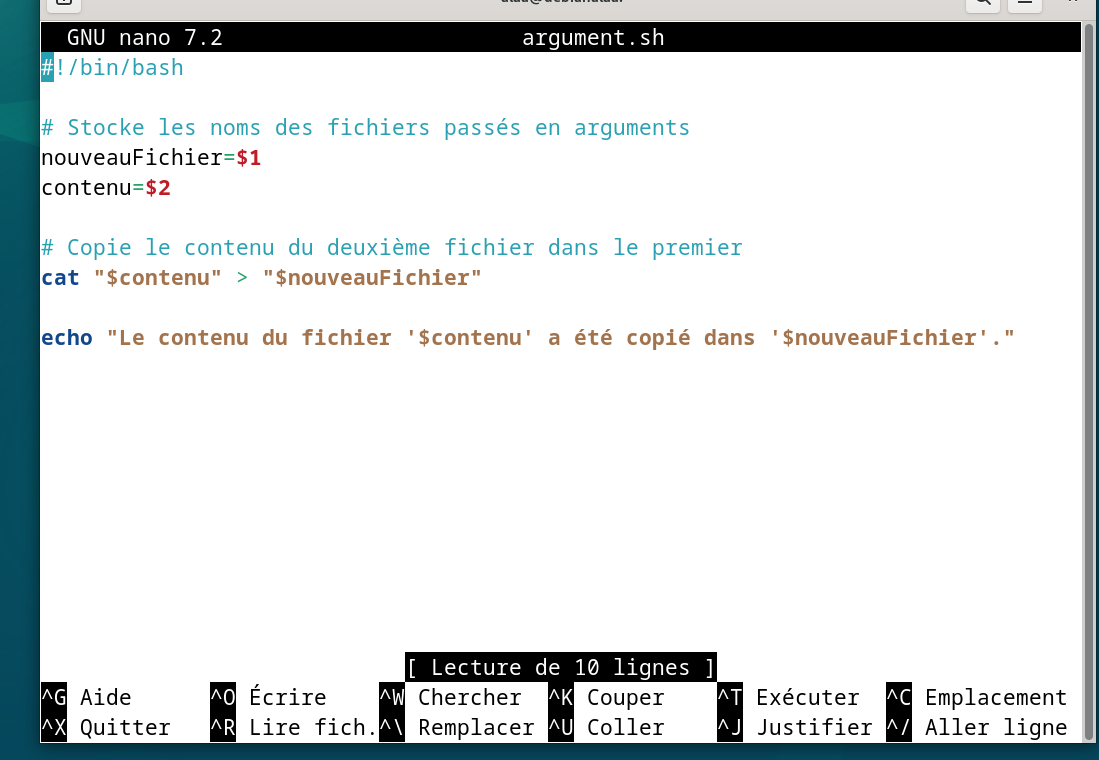 GNU nano 7.2 argument.sh
#!/bin/bash
# Stocke les noms des fichiers passés en arguments
nouveauFichier=$1
contenu=$2
# Copie le contenu du deuxième fichier dans le premier
cat "$contenu" > "$nouveauFichier"
echo "Le contenu du fichier '$contenu' a été copié dans '$nouveauFichier'."
[ Lecture de 10 lignes ]
^G Aide ^O Écrire ^W Chercher ^K Couper ^T Exécuter ^C Emplacement
^X Quitter ^R Lire fich. ^\ Remplacer ^U Coller ^J Justifier ^/ Aller ligne